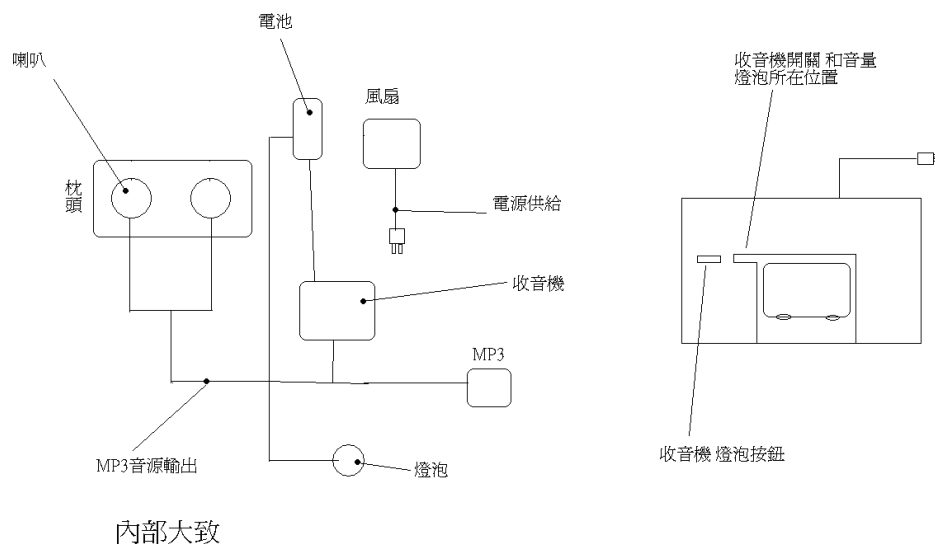 電池
喇叭
收音機開關 和音量
燈泡所在位置
風扇
枕
頭
電源供給
收音機
MP3
收音機 燈泡按鈕
MP3音源輸出
燈泡
內部大致